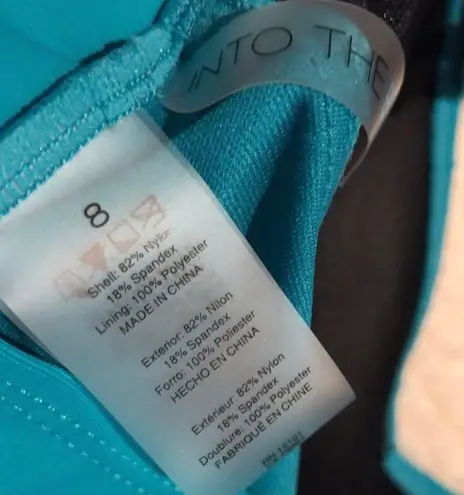 INTO THE
8
Shell: 82% Nylon
18% Spandex
Lining: 100% Polyester
MADE IN CHINA
Exterior: 82% Nilon
18% Spandex
Forro: 100% Poliester
HECHO EN CHINA
Extérieur: 82% Nylon
18% Spandex
Doublure: 100% Polyester
FABRIQUÉ EN CHINE